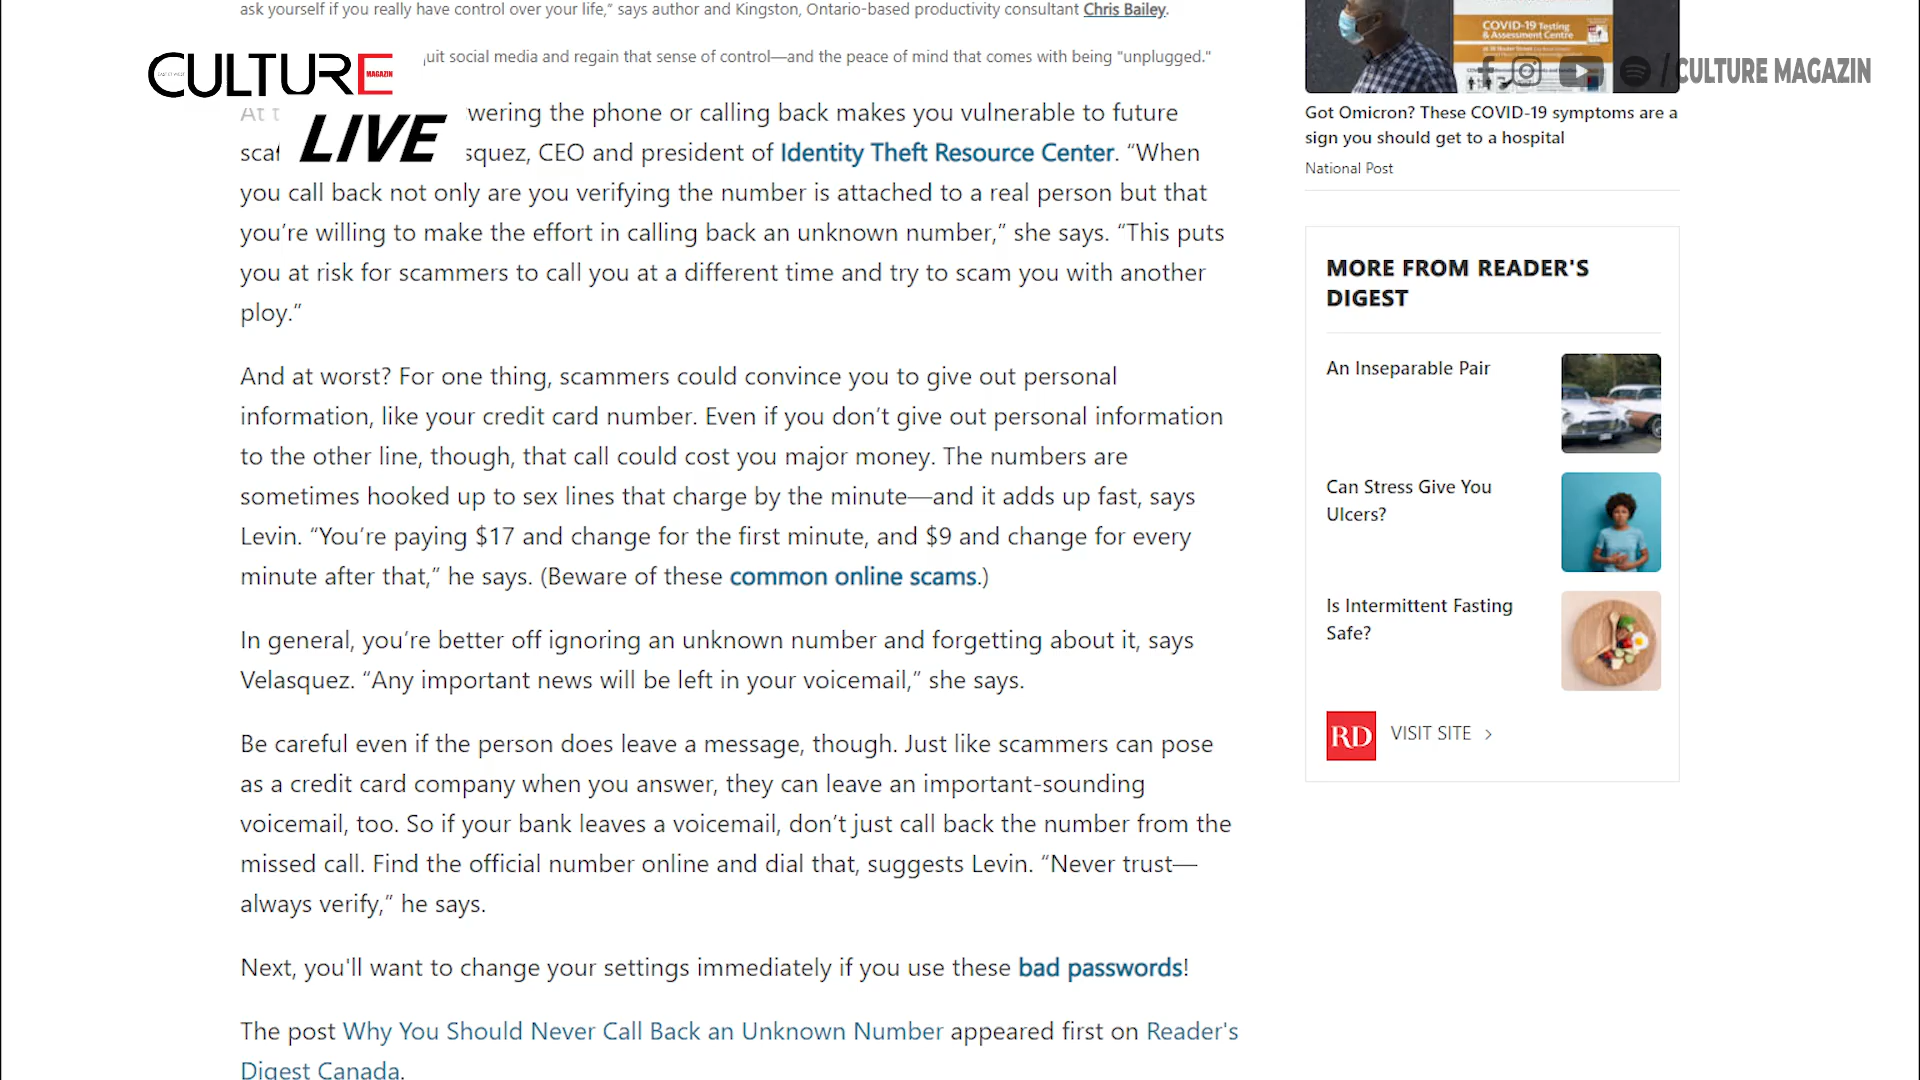 ask yourself if you really have control over your life," says author and Kingston, Ontario-based productivity consultant Chris Bailey.
uit social media and regain that sense of control—and the peace of mind that comes with being "unplugged."
CULTURE
MAGAZIN
LIVE
At t wering the phone or calling back makes you vulnerable to future
squez, CEO and president of Identity Theft Resource Center. “When
you call back not only are you verifying the number is attached to a real person but that
you’re willing to make the effort in calling back an unknown number,” she says. “This puts
you at risk for scammers to call you at a different time and try to scam you with another
ploy.”
And at worst? For one thing, scammers could convince you to give out personal
information, like your credit card number. Even if you don’t give out personal information
to the other line, though, that call could cost you major money. The numbers are
sometimes hooked up to sex lines that charge by the minute—and it adds up fast, says
Levin. “You’re paying $17 and change for the first minute, and $9 and change for every
minute after that,” he says. (Beware of these common online scams.)
In general, you’re better off ignoring an unknown number and forgetting about it, says
Velasquez. “Any important news will be left in your voicemail,” she says.
Be careful even if the person does leave a message, though. Just like scammers can pose
as a credit card company when you answer, they can leave an important-sounding
voicemail, too. So if your bank leaves a voicemail, don’t just call back the number from the
missed call. Find the official number online and dial that, suggests Levin. “Never trust—
always verify,” he says.
Next, you'll want to change your settings immediately if you use these bad passwords!
The post Why You Should Never Call Back an Unknown Number appeared first on Reader's
Digest Canada.
COVID-19 Testing
& Assessment Centre
/ CULTURE MAGAZIN
Got Omicron? These COVID-19 symptoms are a
sign you should get to a hospital
National Post
MORE FROM READER'S
DIGEST
An Inseparable Pair
Can Stress Give You
Ulcers?
Is Intermittent Fasting
Safe?
RD VISIT SITE >